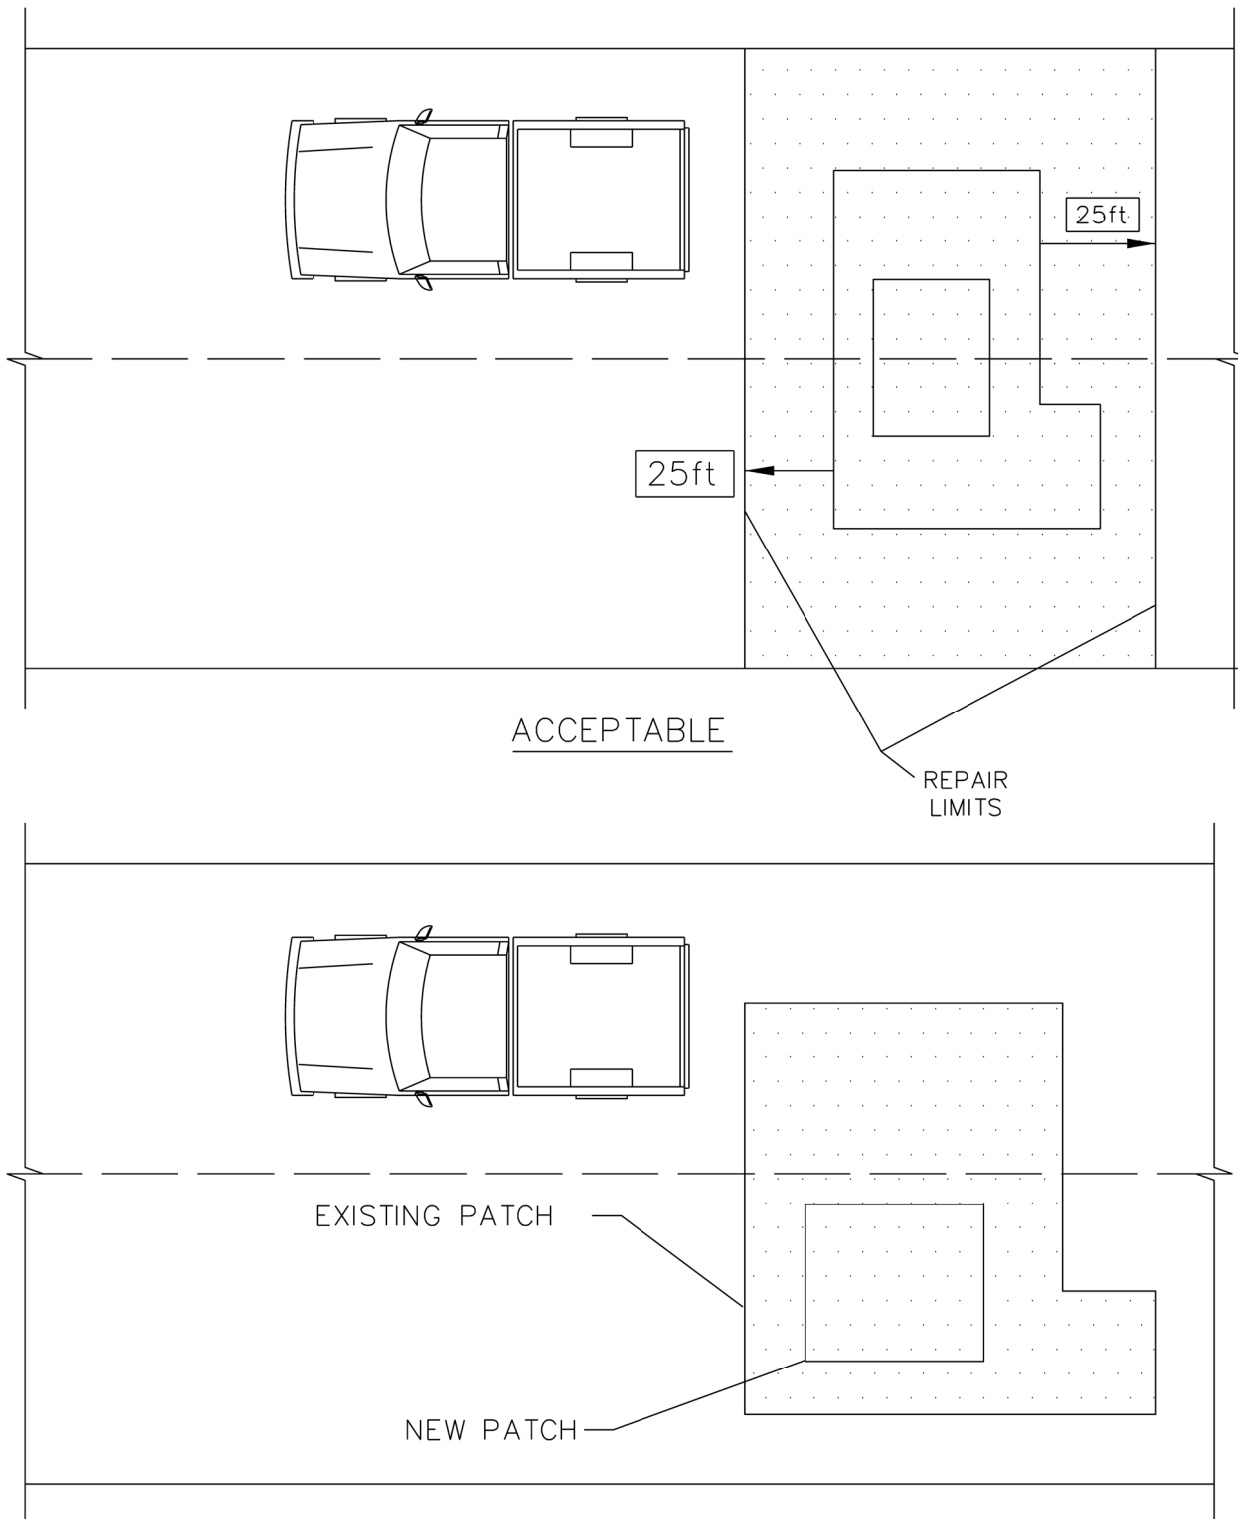 25ft
25ft
ACCEPTABLE
REPAIR
LIMITS
EXISTING PATCH
NEW PATCH